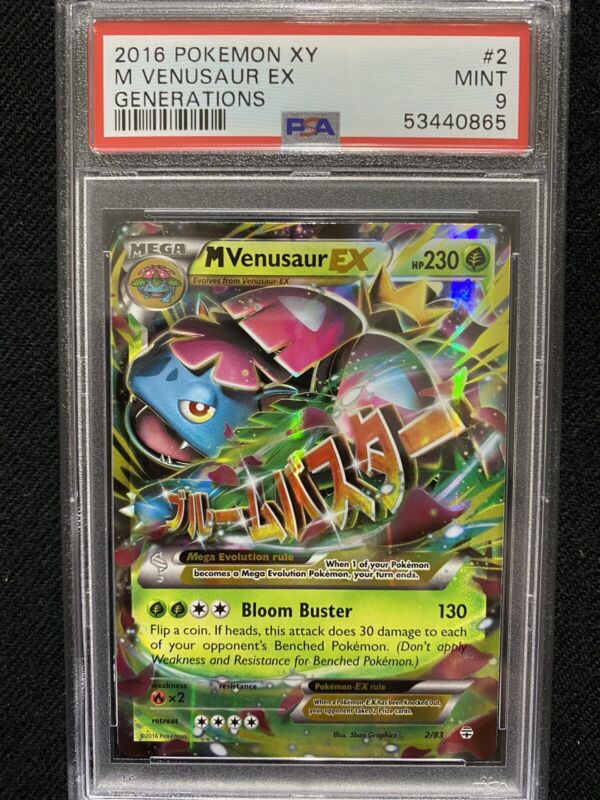 2016 POKEMON XY #2
M VENUSAUR EX MINT
GENERATIONS 9
PSA 53440865
MEGA MVenusaur EX HP230
Evolves from Venusaur-EX
ブルームバスター
Mega Evolution rule
When 1 of your Pokémon
becomes a Mega Evolution Pokémon, your turn ends.
Bloom Buster 130
Flip a coin. If heads, this attack does 30 damage to each
of your opponent's Benched Pokémon. (Don't apply
Weakness and Resistance for Benched Pokémon.)
weakness resistance Pokémon-EX rule
×2 When a Pokémon-EX has been Knocked Out,
your opponent takes 2 Prize cards.
retreat
©2016 Pokémon Illus. 5ban Graphics 2/83